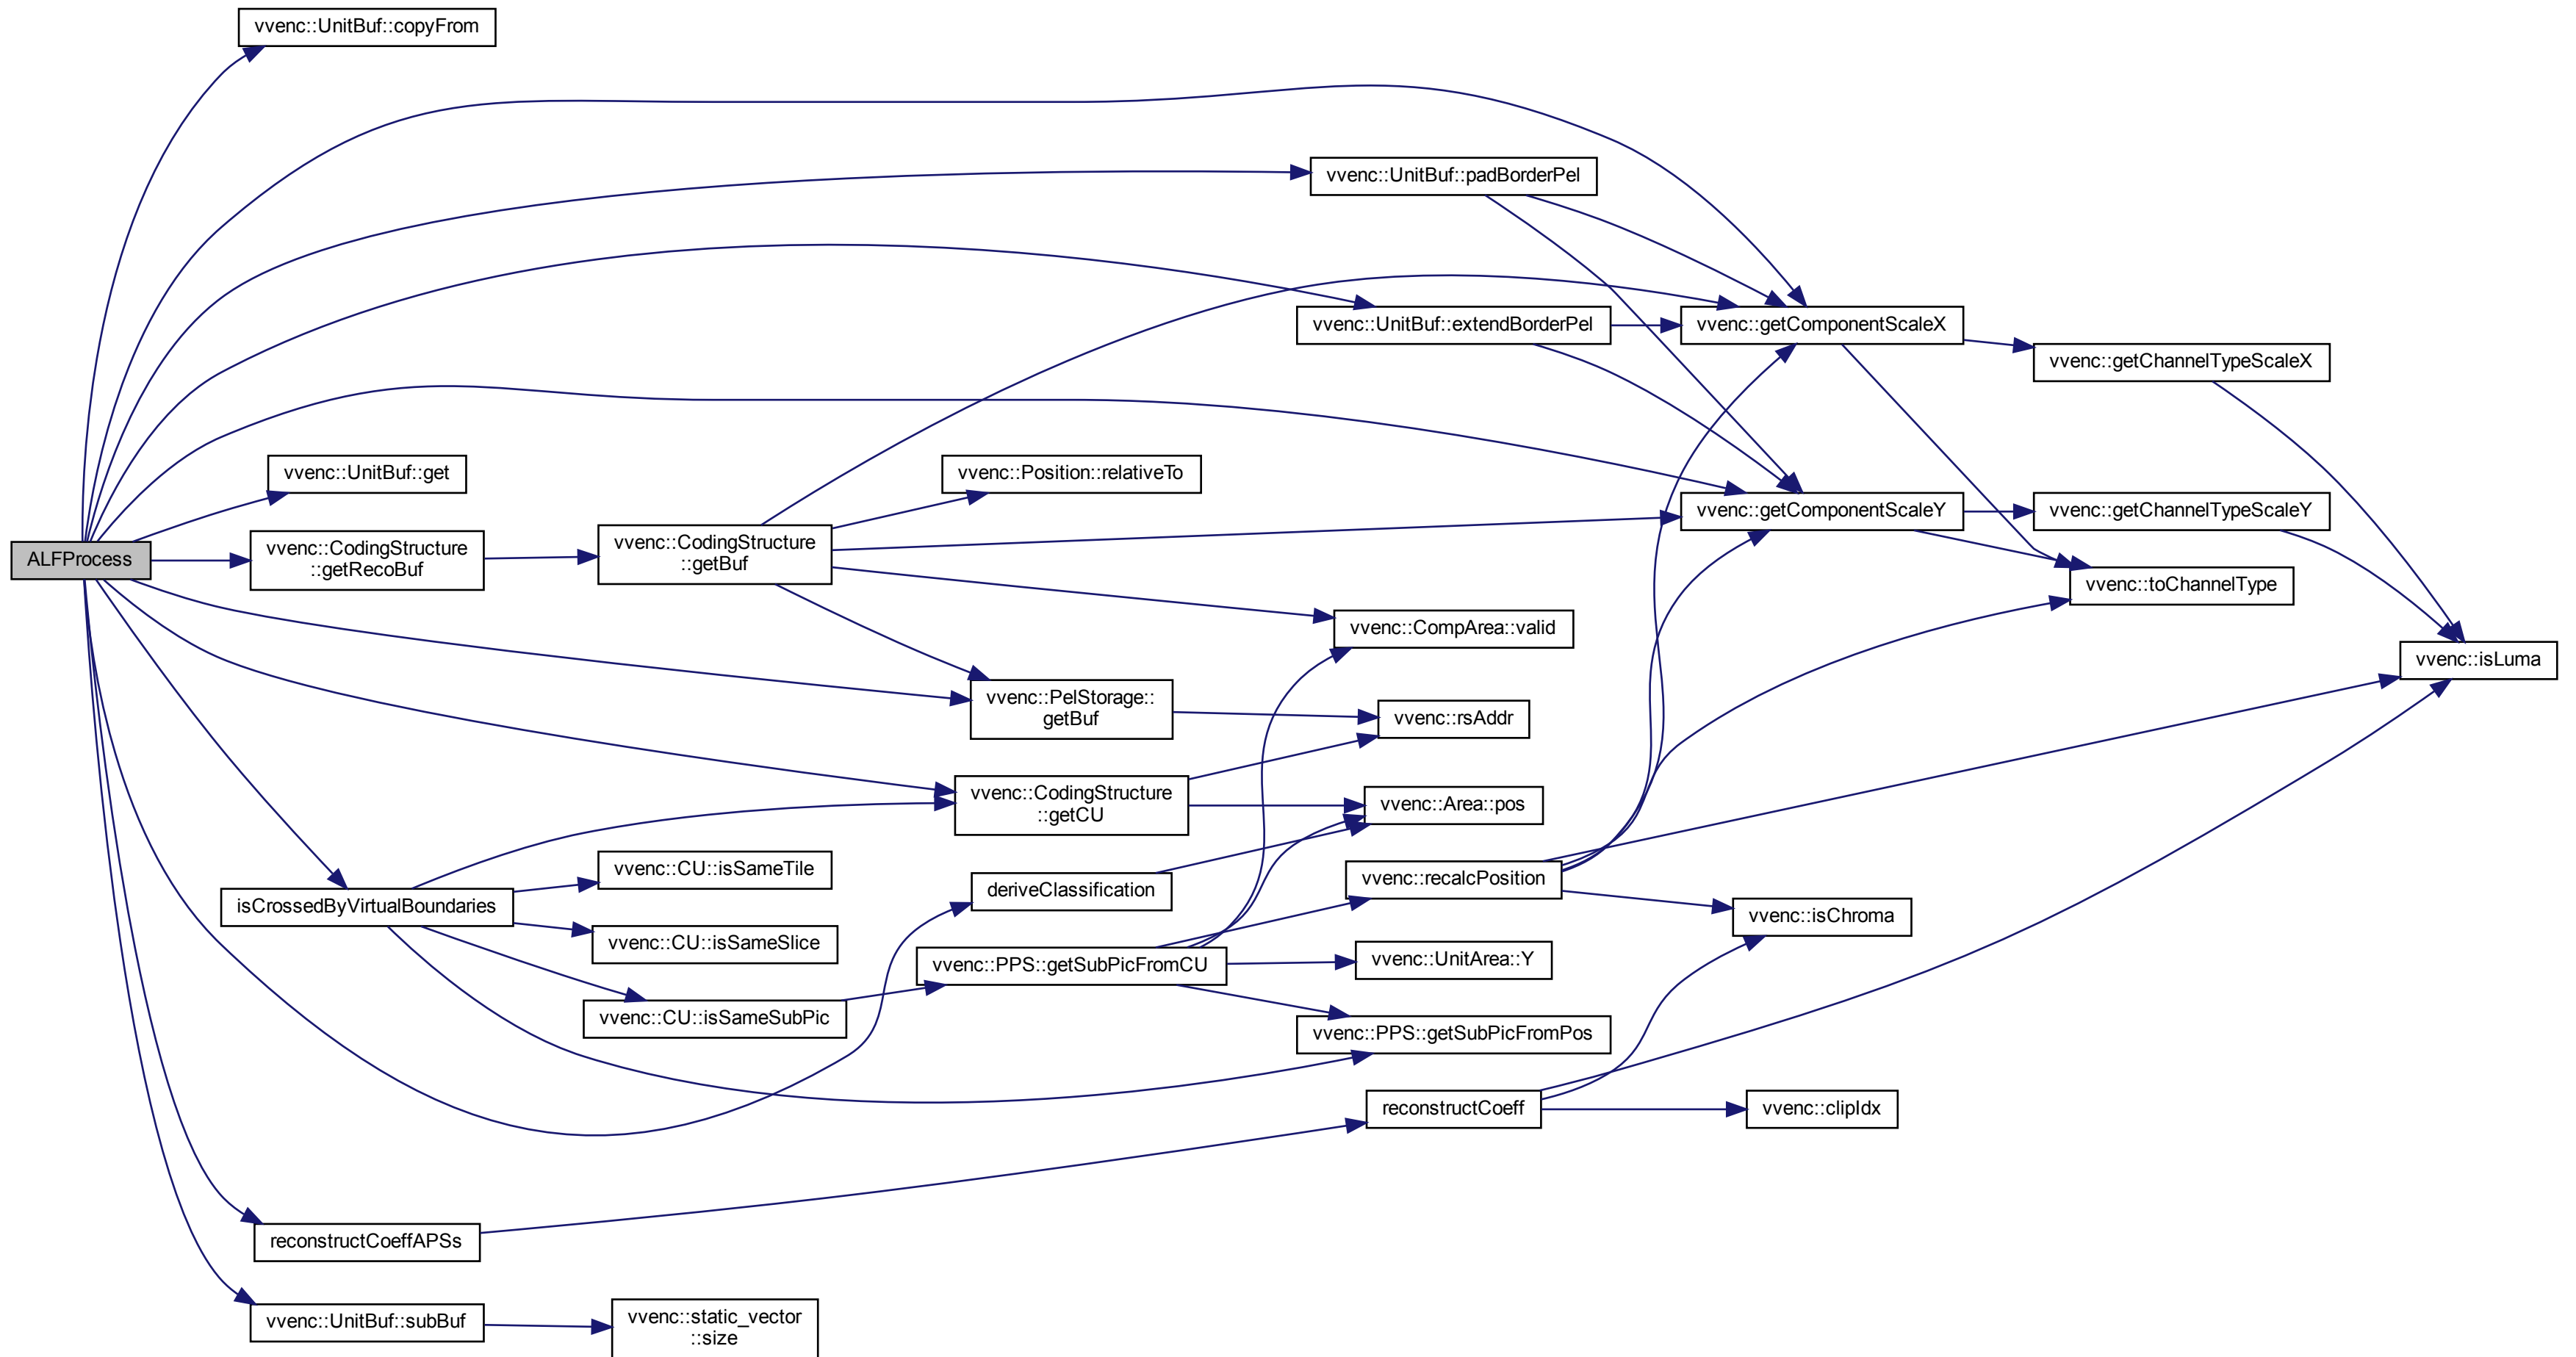 vvenc::UnitBuf::copyFrom
vvenc::UnitBuf::padBorderPel
vvenc::UnitBuf::extendBorderPel
vvenc::getComponentScaleX
vvenc::getChannelTypeScaleX
vvenc::UnitBuf::get
vvenc::Position::relativeTo
vvenc::getComponentScaleY
vvenc::getChannelTypeScaleY
ALFProcess
vvenc::CodingStructure
::getRecoBuf
vvenc::CodingStructure
::getBuf
vvenc::toChannelType
vvenc::CompArea::valid
vvenc::isLuma
vvenc::PelStorage::
getBuf
vvenc::rsAddr
vvenc::CodingStructure
::getCU
vvenc::Area::pos
vvenc::CU::isSameTile
deriveClassification
vvenc::recalcPosition
isCrossedByVirtualBoundaries
vvenc::isChroma
vvenc::CU::isSameSlice
vvenc::PPS::getSubPicFromCU
vvenc::UnitArea::Y
vvenc::CU::isSameSubPic
vvenc::PPS::getSubPicFromPos
reconstructCoeff
vvenc::clipIdx
reconstructCoeffAPSs
vvenc::UnitBuf::subBuf
vvenc::static_vector
::size